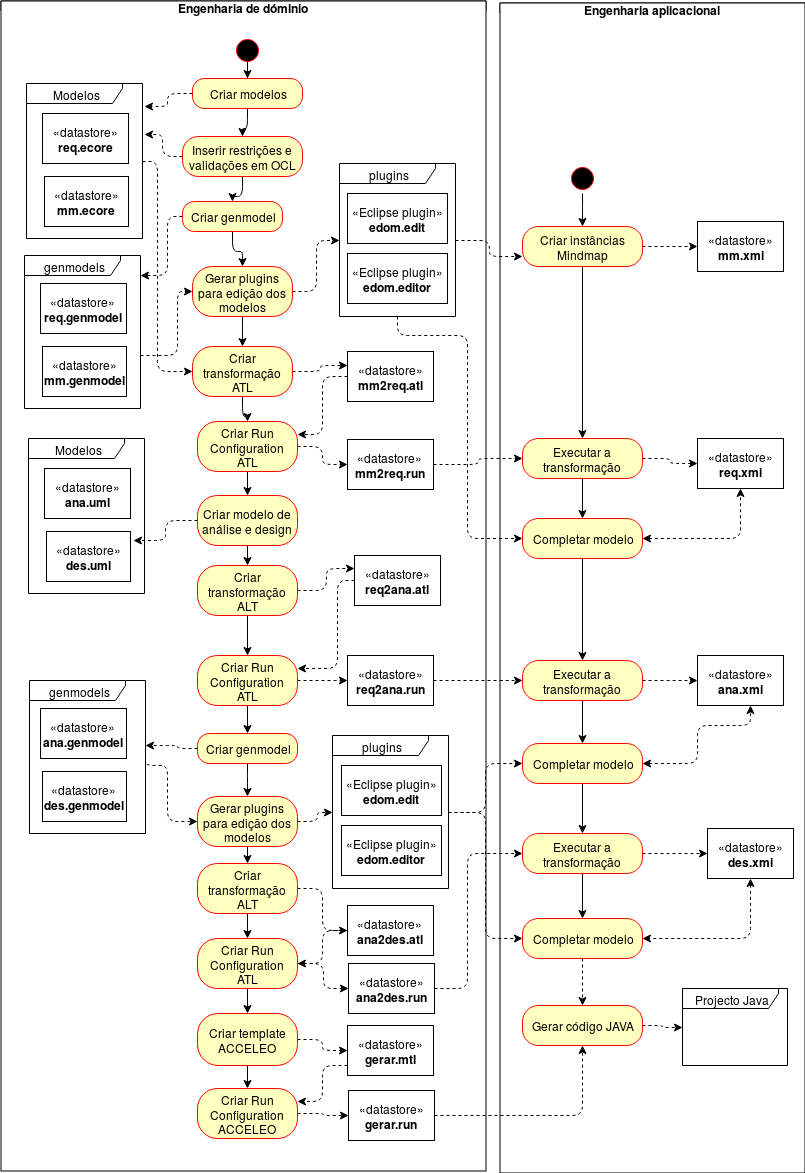 Engenharia de dóminio
Criar modelos
Modelos
«datastore»
req.ecore
«datastore»
mm.ecore
Inserir restrições e
validações em OCL
Criar genmodel
genmodels
«datastore»
req.genmodel
«datastore»
mm.genmodel
plugins
«Eclipse plugin»
edom.edit
«Eclipse plugin»
edom.editor
Gerar plugins
para edição dos
modelos
Criar
transformação
ATL
«datastore»
mm2req.atl
Criar Run
Configuration
ATL
«datastore»
mm2req.run
Modelos
«datastore»
ana.uml
«datastore»
des.uml
Criar modelo de
análise e design
Criar
transformação
ALT
«datastore»
req2ana.atl
Criar Run
Configuration
ATL
«datastore»
req2ana.run
genmodels
«datastore»
ana.genmodel
«datastore»
des.genmodel
Criar genmodel
plugins
«Eclipse plugin»
edom.edit
«Eclipse plugin»
edom.editor
Gerar plugins
para edição dos
modelos
Criar
transformação
ALT
«datastore»
ana2des.atl
Criar Run
Configuration
ATL
«datastore»
ana2des.run
Criar template
ACCELEO
«datastore»
gerar.mtl
Criar Run
Configuration
ACCELEO
«datastore»
gerar.run
Engenharia aplicacional
Criar instâncias
Mindmap
«datastore»
mm.xmi
Executar a
transformação
«datastore»
req.xmi
Completar modelo
Executar a
transformação
«datastore»
ana.xmi
Completar modelo
Executar a
transformação
«datastore»
des.xmi
Completar modelo
Gerar código JAVA
Projecto Java